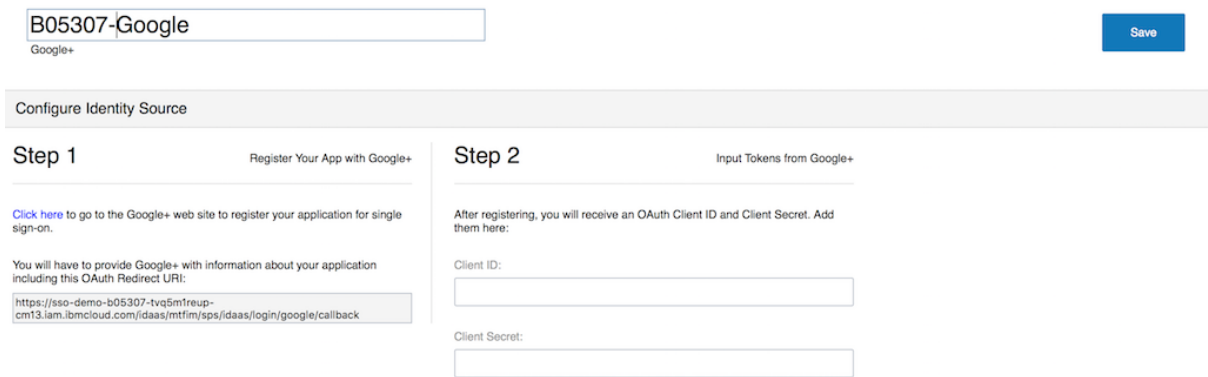 B05307-Google
Google+
Save
Configure Identity Source
Step 1
Register Your App with Google+
Click here to go to the Google+ web site to register your application for single
sign-on.
You will have to provide Google+ with information about your application
including this OAuth Redirect URI:
https://sso-demo-b05307-tvq5m1reup-
cm13.iam.ibmcloud.com/idaas/mtfim/sps/idaas/login/google/callback
Step 2
Input Tokens from Google+
After registering, you will receive an OAuth Client ID and Client Secret. Add
them here:
Client ID:
Client Secret: